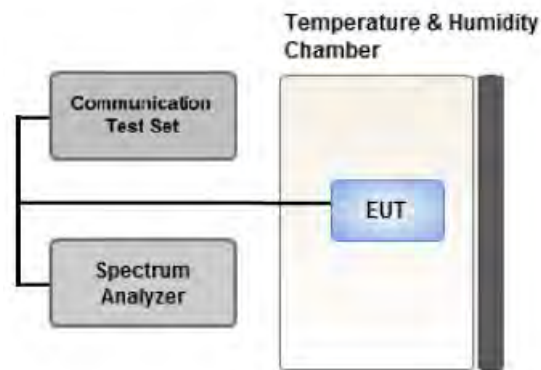 Temperature & Humidity
Chamber
Communication
Test Set
EUT
Spectrum
Analyzer